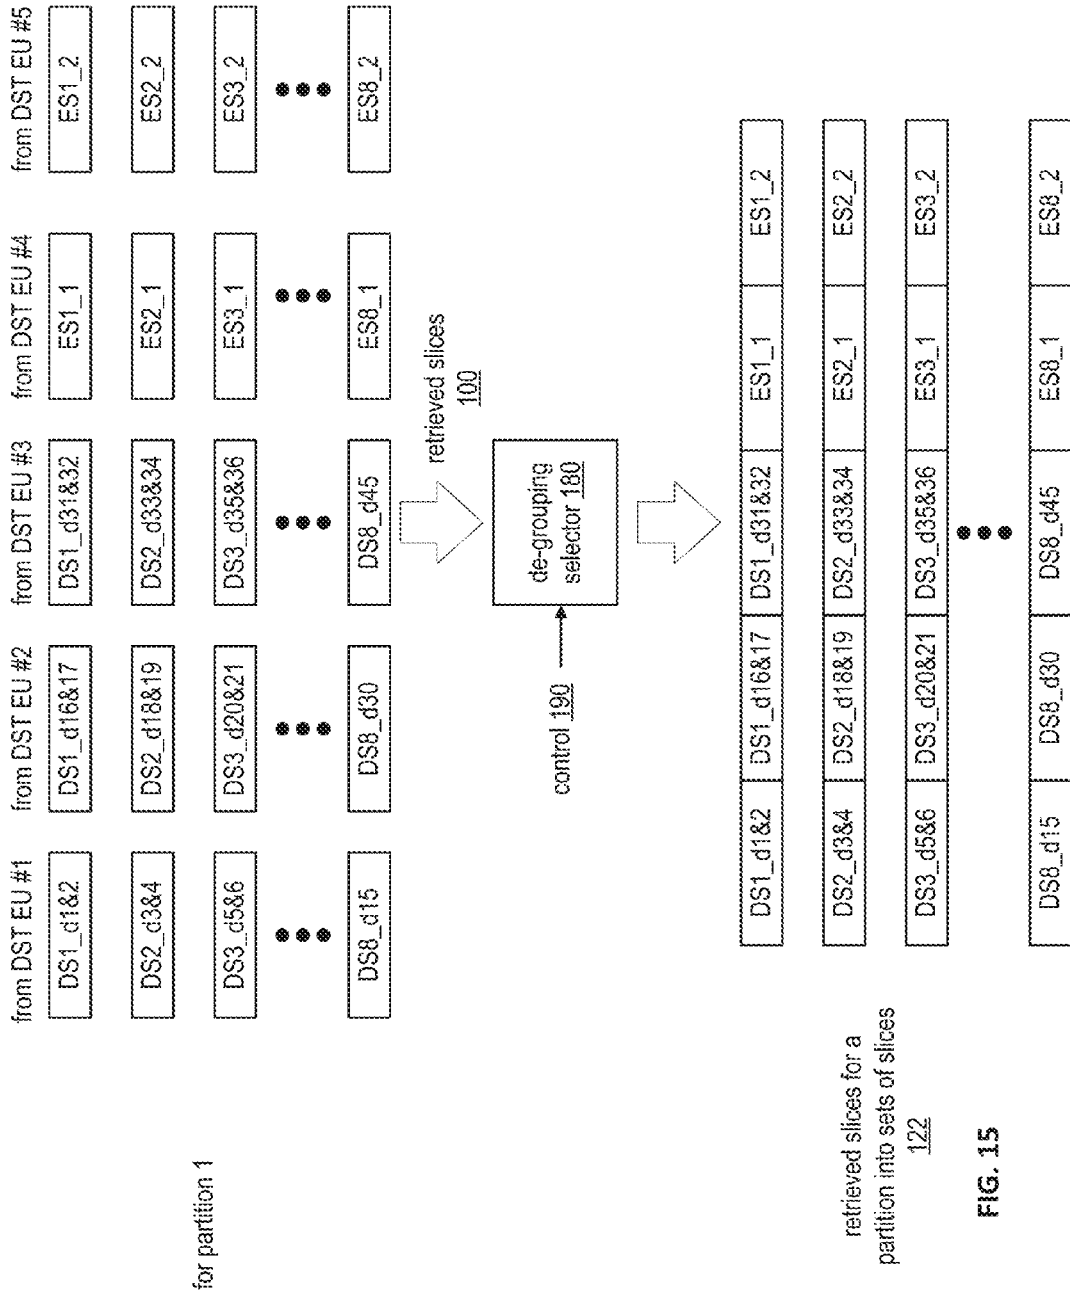 for partition 1
from DST EU #1
from DST EU #2
from DST EU #3
from DST EU #4
from DST EU #5
DS1_d1&2
DS1_d16&17
DS1_d31&32
ES1_1
ES1_2
DS2_d3&4
DS2_d18&19
DS2_d33&34
ES2_1
ES2_2
DS3_d5&6
DS3_d20&21
DS3_d35&36
ES3_1
ES3_2
DS8_d15
DS8_d30
DS8_d45
ES8_1
ES8_2
retrieved slices
100
control 190
de-grouping
selector 180
retrieved slices for a
partition into sets of slices
122
DS1_d1&2
DS1_d16&17
DS1_d31&32
ES1_1
ES1_2
DS2_d3&4
DS2_d18&19
DS2_d33&34
ES2_1
ES2_2
DS3_d5&6
DS3_d20&21
DS3_d35&36
ES3_1
ES3_2
DS8_d15
DS8_d30
DS8_d45
ES8_1
ES8_2
FIG. 15